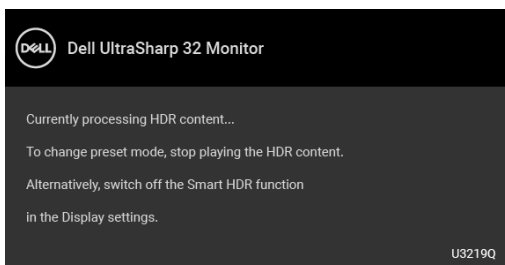 DELL Dell UltraSharp 32 Monitor
Currently processing HDR content...
To change preset mode, stop playing the HDR content.
Alternatively, switch off the Smart HDR function
in the Display settings.
U3219Q